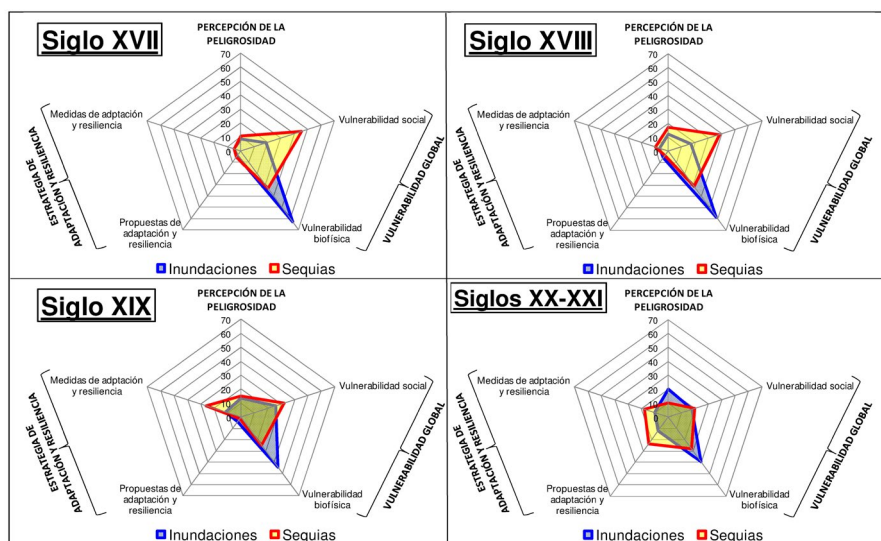 Siglo XVII
PERCEPCIÓN DE LA
PELIGROSIDAD
70
60
50
40
30
20
10
0
Medidas de adptación
y resiliencia
Vulnerabilidad social
ESTRATEGIA DE
ADAPTACIÓN Y RESILIENCIA
VULNERABILIDAD GLOBAL
Propuestas de
adaptación y
resiliencia
Vulnerabilidad
biofísica
Inundaciones
Sequias
Siglo XVIII
PERCEPCIÓN DE LA
PELIGROSIDAD
70
60
50
40
30
20
10
0
Medidas de adptación
y resiliencia
Vulnerabilidad social
ESTRATEGIA DE
ADAPTACIÓN Y RESILIENCIA
VULNERABILIDAD GLOBAL
Propuestas de
adaptación y
resiliencia
Vulnerabilidad
biofísica
Inundaciones
Sequias
Siglo XIX
PERCEPCIÓN DE LA
PELIGROSIDAD
70
60
50
40
30
20
10
0
Medidas de adptación
y resiliencia
Vulnerabilidad social
ESTRATEGIA DE
ADAPTACIÓN Y RESILIENCIA
VULNERABILIDAD GLOBAL
Propuestas de
adaptación y
resiliencia
Vulnerabilidad
biofísica
Inundaciones
Sequias
Siglos XX-XXI
PERCEPCIÓN DE LA
PELIGROSIDAD
70
60
50
40
30
20
10
0
Medidas de adptación
y resiliencia
Vulnerabilidad social
ESTRATEGIA DE
ADAPTACIÓN Y RESILIENCIA
VULNERABILIDAD GLOBAL
Propuestas de
adaptación y
resiliencia
Vulnerabilidad
biofísica
Inundaciones
Sequias